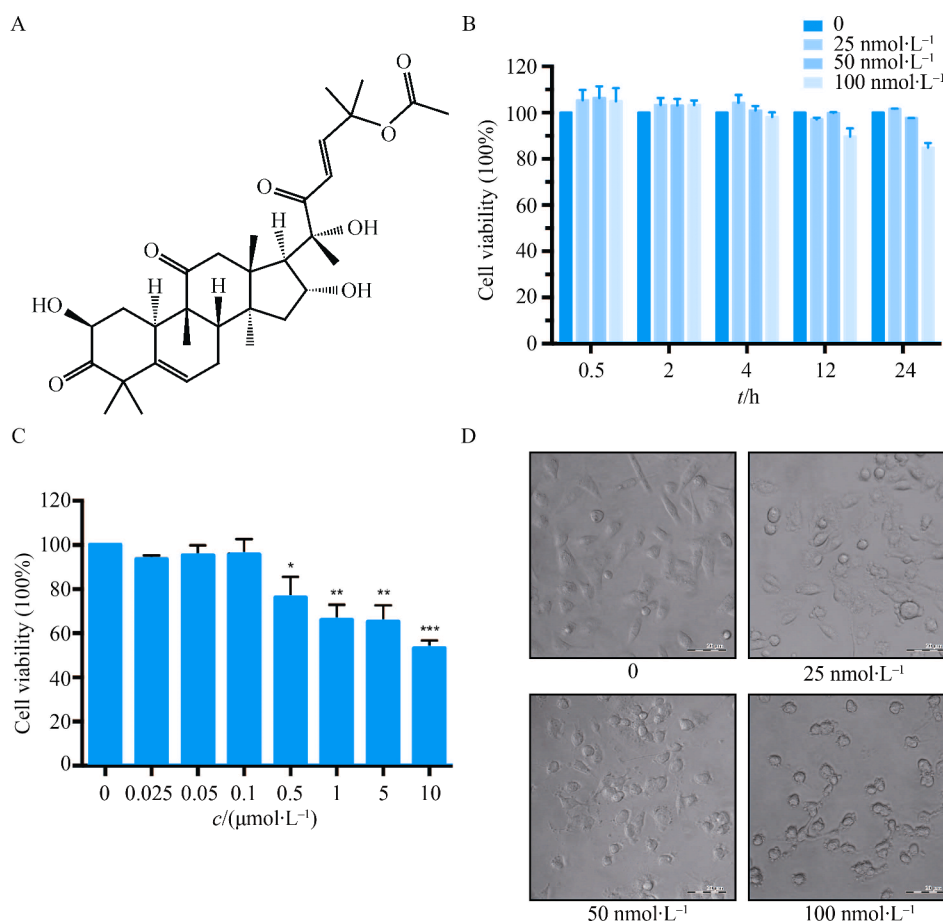 A
O
O
O
H
OH
O
H
H
OH
HO
O
B
0
25 nmol·L⁻¹
50 nmol·L⁻¹
100 nmol·L⁻¹
Cell viability (100%)
120
100
80
60
40
20
0
0.5 2 4 12 24
t/h
C
Cell viability (100%)
120
100
80
60
40
20
0
* ** ** ***
0 0.025 0.05 0.1 0.5 1 5 10
c/(μmol·L⁻¹)
D
0 25 nmol·L⁻¹
50 nmol·L⁻¹ 100 nmol·L⁻¹